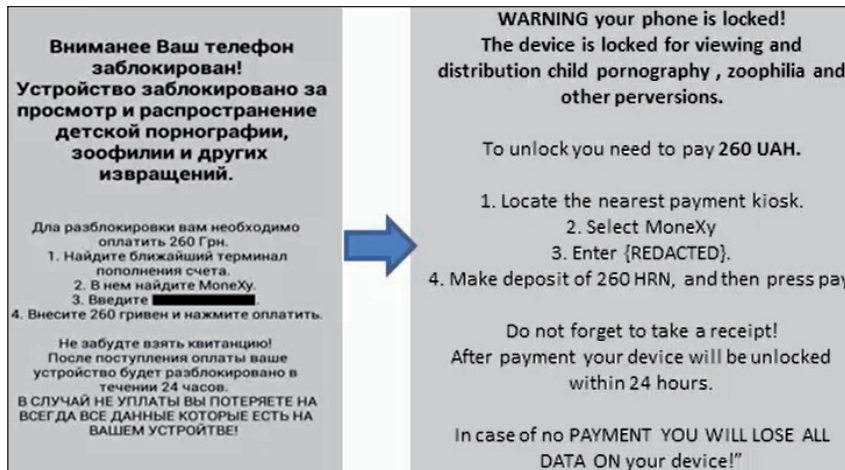 Вниманее Ваш телефон
заблокирован!
Устройство заблокировано за
просмотр и распространение
детской порнографии,
зоофилии и других
извращений.
Для разблокировки вам необходимо
оплатить 260 Грн.
1. Найдите ближайший терминал
пополнения счета.
2. В нем найдите MoneXy.
3. Введите
4. Внесите 260 гривен и нажмите оплатить.
Не забудте взять квитанцию!
После поступления оплаты ваше
устройство будет разблокировано в
течении 24 часов.
В СЛУЧАЙ НЕ УПЛАТЫ ВЫ ПОТЕРЯЕТЕ НА
ВСЕГДА ВСЕ ДАННЫЕ КОТОРЫЕ ЕСТЬ НА
ВАШЕМ УСТРОЙТВЕ!
WARNING your phone is locked!
The device is locked for viewing and
distribution child pornography , zoophilia and
other perversions.
To unlock you need to pay 260 UAH.
1. Locate the nearest payment kiosk.
2. Select MoneXy
3. Enter {REDACTED}.
4. Make deposit of 260 HRN, and then press pay
Do not forget to take a receipt!
After payment your device will be unlocked
within 24 hours.
In case of no PAYMENT YOU WILL LOSE ALL
DATA ON your device!”